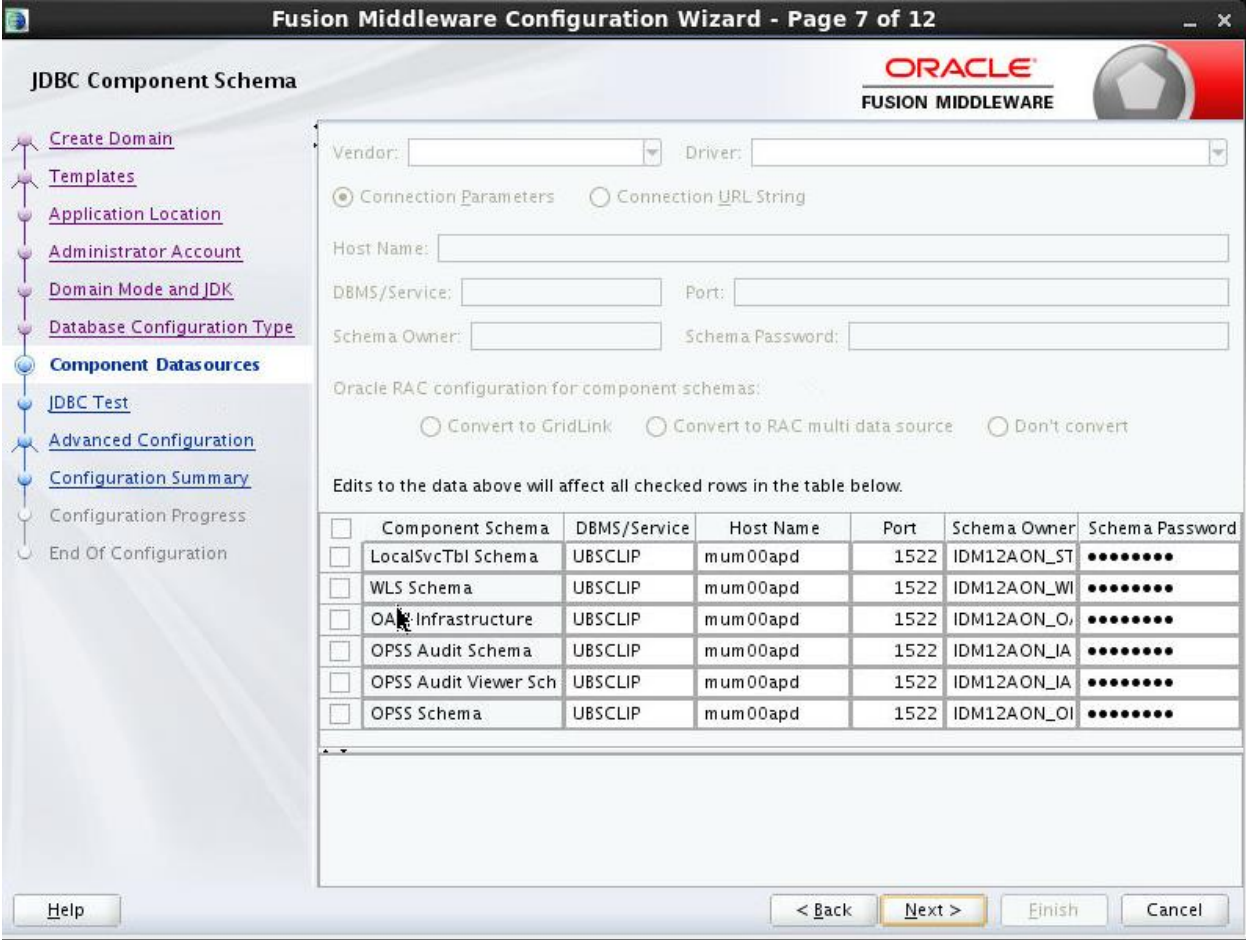 Fusion Middleware Configuration Wizard - Page 7 of 12
JDBC Component Schema
ORACLE
FUSION MIDDLEWARE
Create Domain
Templates
Application Location
Administrator Account
Domain Mode and JDK
Database Configuration Type
Component Datasources
JDBC Test
Advanced Configuration
Configuration Summary
Configuration Progress
End Of Configuration
Vendor: Driver:
Connection Parameters Connection URL String
Host Name:
DBMS/Service: Port:
Schema Owner: Schema Password:
Oracle RAC configuration for component schemas:
Convert to GridLink Convert to RAC multi data source Don't convert
Edits to the data above will affect all checked rows in the table below.
Component Schema DBMS/Service Host Name Port Schema Owner Schema Password
LocalSvcTbl Schema UBSCLIP mum00apd 1522 IDM12AON_ST ••••••••
WLS Schema UBSCLIP mum00apd 1522 IDM12AON_WI ••••••••
Infrastructure UBSCLIP mum00apd 1522 ••••••••
OPSS Audit Schema UBSCLIP mum00apd 1522 IDM12AON_IA ••••••••
OPSS Audit Viewer Sch UBSCLIP mum00apd 1522 IDM12AON_IA ••••••••
OPSS Schema UBSCLIP mum00apd 1522 ••••••••
Help < Back Next > Finish Cancel